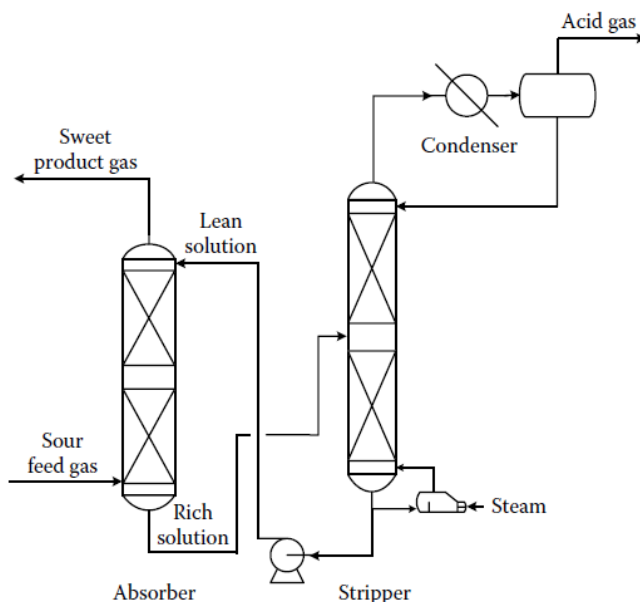 Acid gas
Condenser
Sweet
product gas
Lean
solution
Sour
feed gas
Rich
solution
Steam
Absorber
Stripper